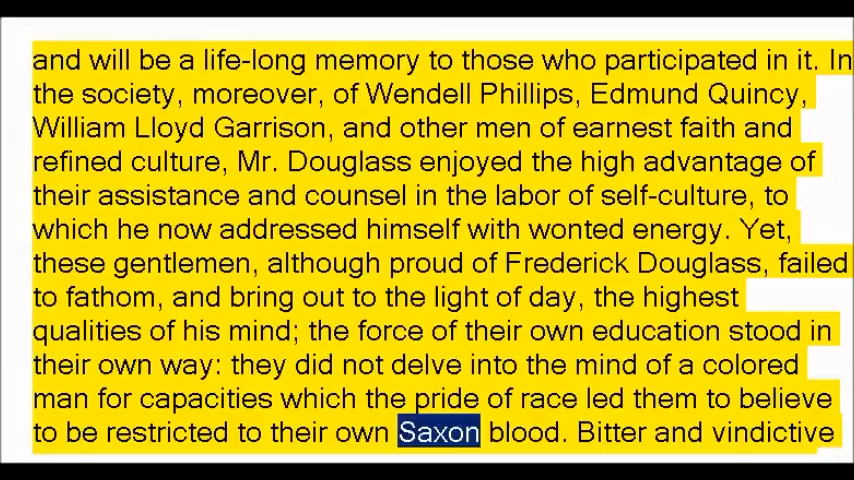 and will be a life-long memory to those who participated in it. In
the society, moreover, of Wendell Phillips, Edmund Quincy,
William Lloyd Garrison, and other men of earnest faith and
refined culture, Mr. Douglass enjoyed the high advantage of
their assistance and counsel in the labor of self-culture, to
which he now addressed himself with wonted energy. Yet,
these gentlemen, although proud of Frederick Douglass, failed
to fathom, and bring out to the light of day, the highest
qualities of his mind; the force of their own education stood in
their own way: they did not delve into the mind of a colored
man for capacities which the pride of race led them to believe
to be restricted to their own Saxon blood. Bitter and vindictive